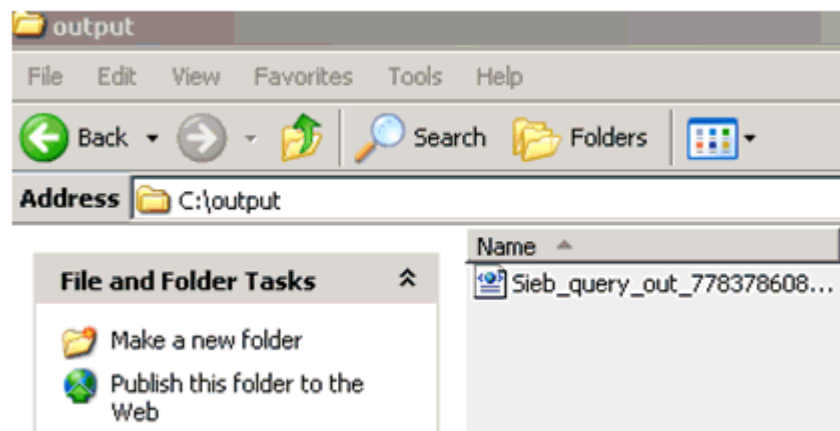 output
File Edit View Favorites Tools Help
Back Search Folders
Address C:\output
Name
File and Folder Tasks
Sieb_query_out_778378608...
Make a new folder
Publish this folder to the
Web